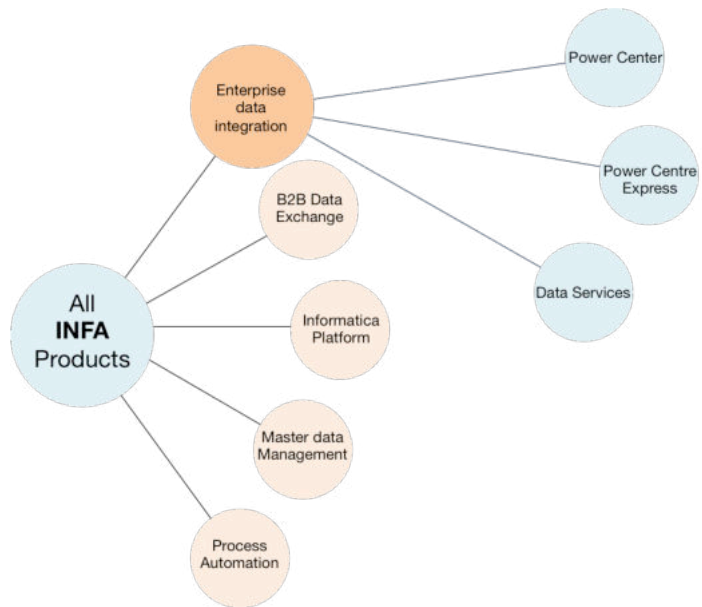 Power Center
Enterprise
data
integration
Power Centre
Express
B2B Data
Exchange
Data Services
All
INFA
Products
Informatica
Platform
Master data
Management
Process
Automation